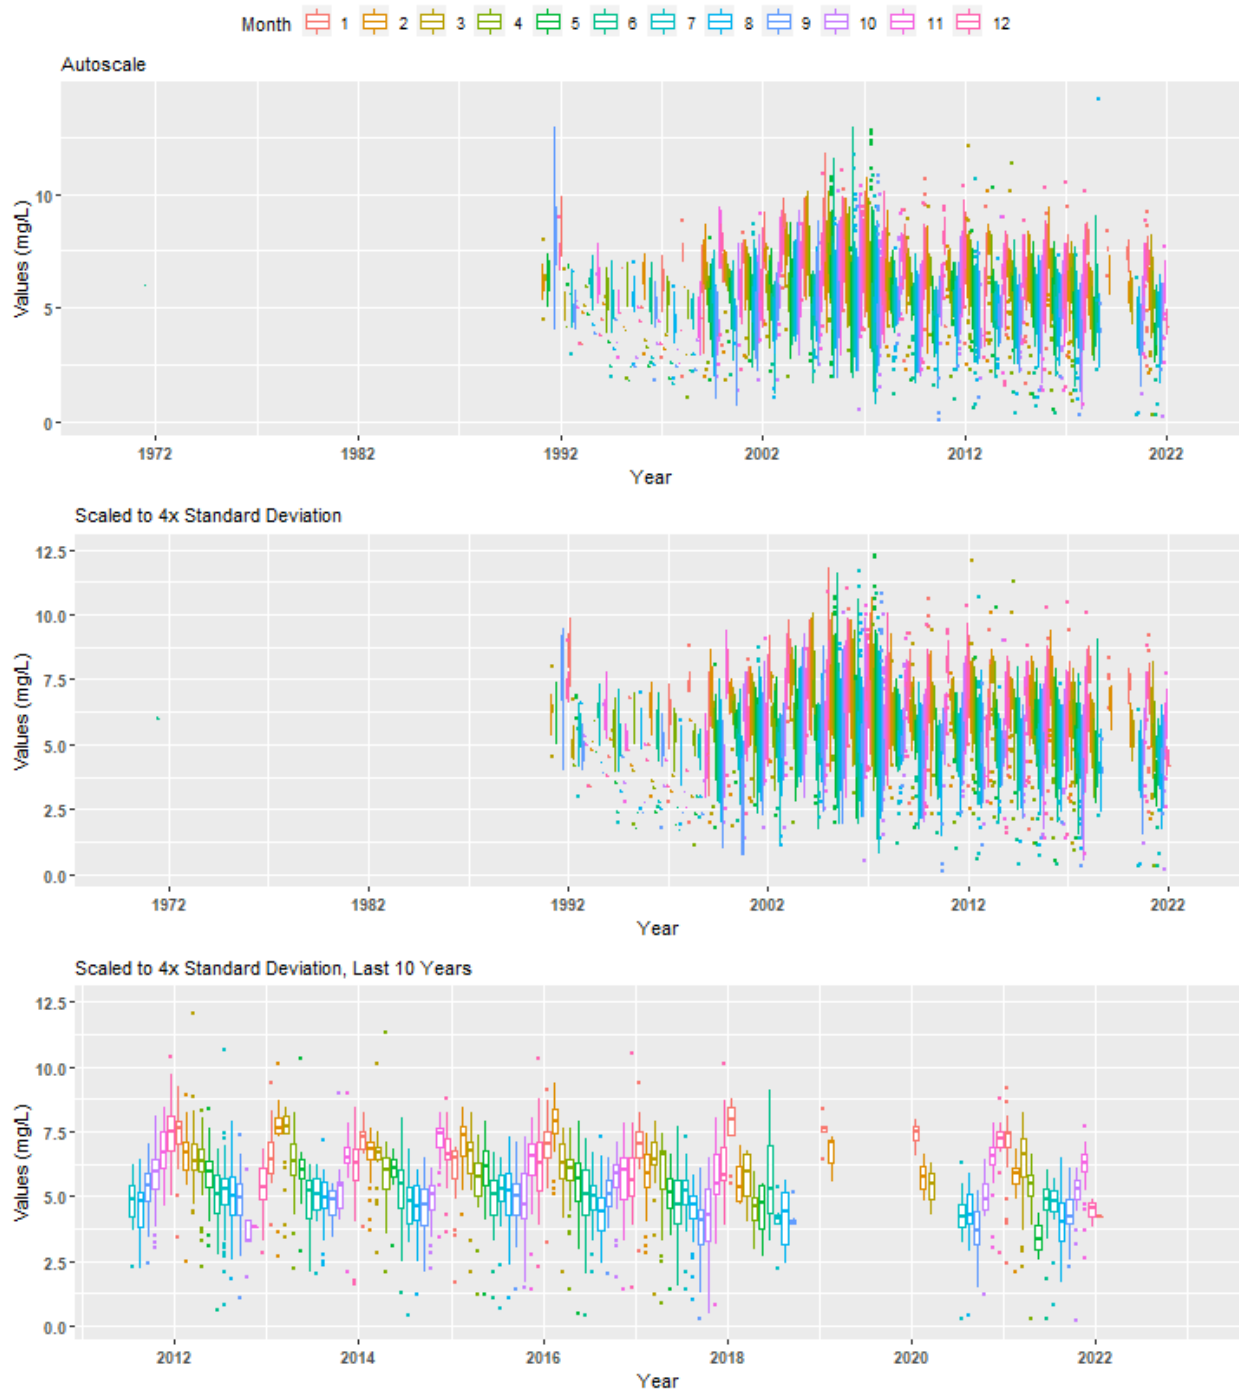 Month 1 2 3 4 5 6 7 8 9 10 11 12
Autoscale
Values (mg/L)
10
5
0
1972 1982 1992 2002 2012 2022
Year
Scaled to 4x Standard Deviation
Values (mg/L)
12.5
10.0
7.5
5.0
2.5
0.0
1972 1982 1992 2002 2012 2022
Year
Scaled to 4x Standard Deviation, Last 10 Years
Values (mg/L)
12.5
10.0
7.5
5.0
2.5
0.0
2012 2014 2016 2018 2020 2022
Year